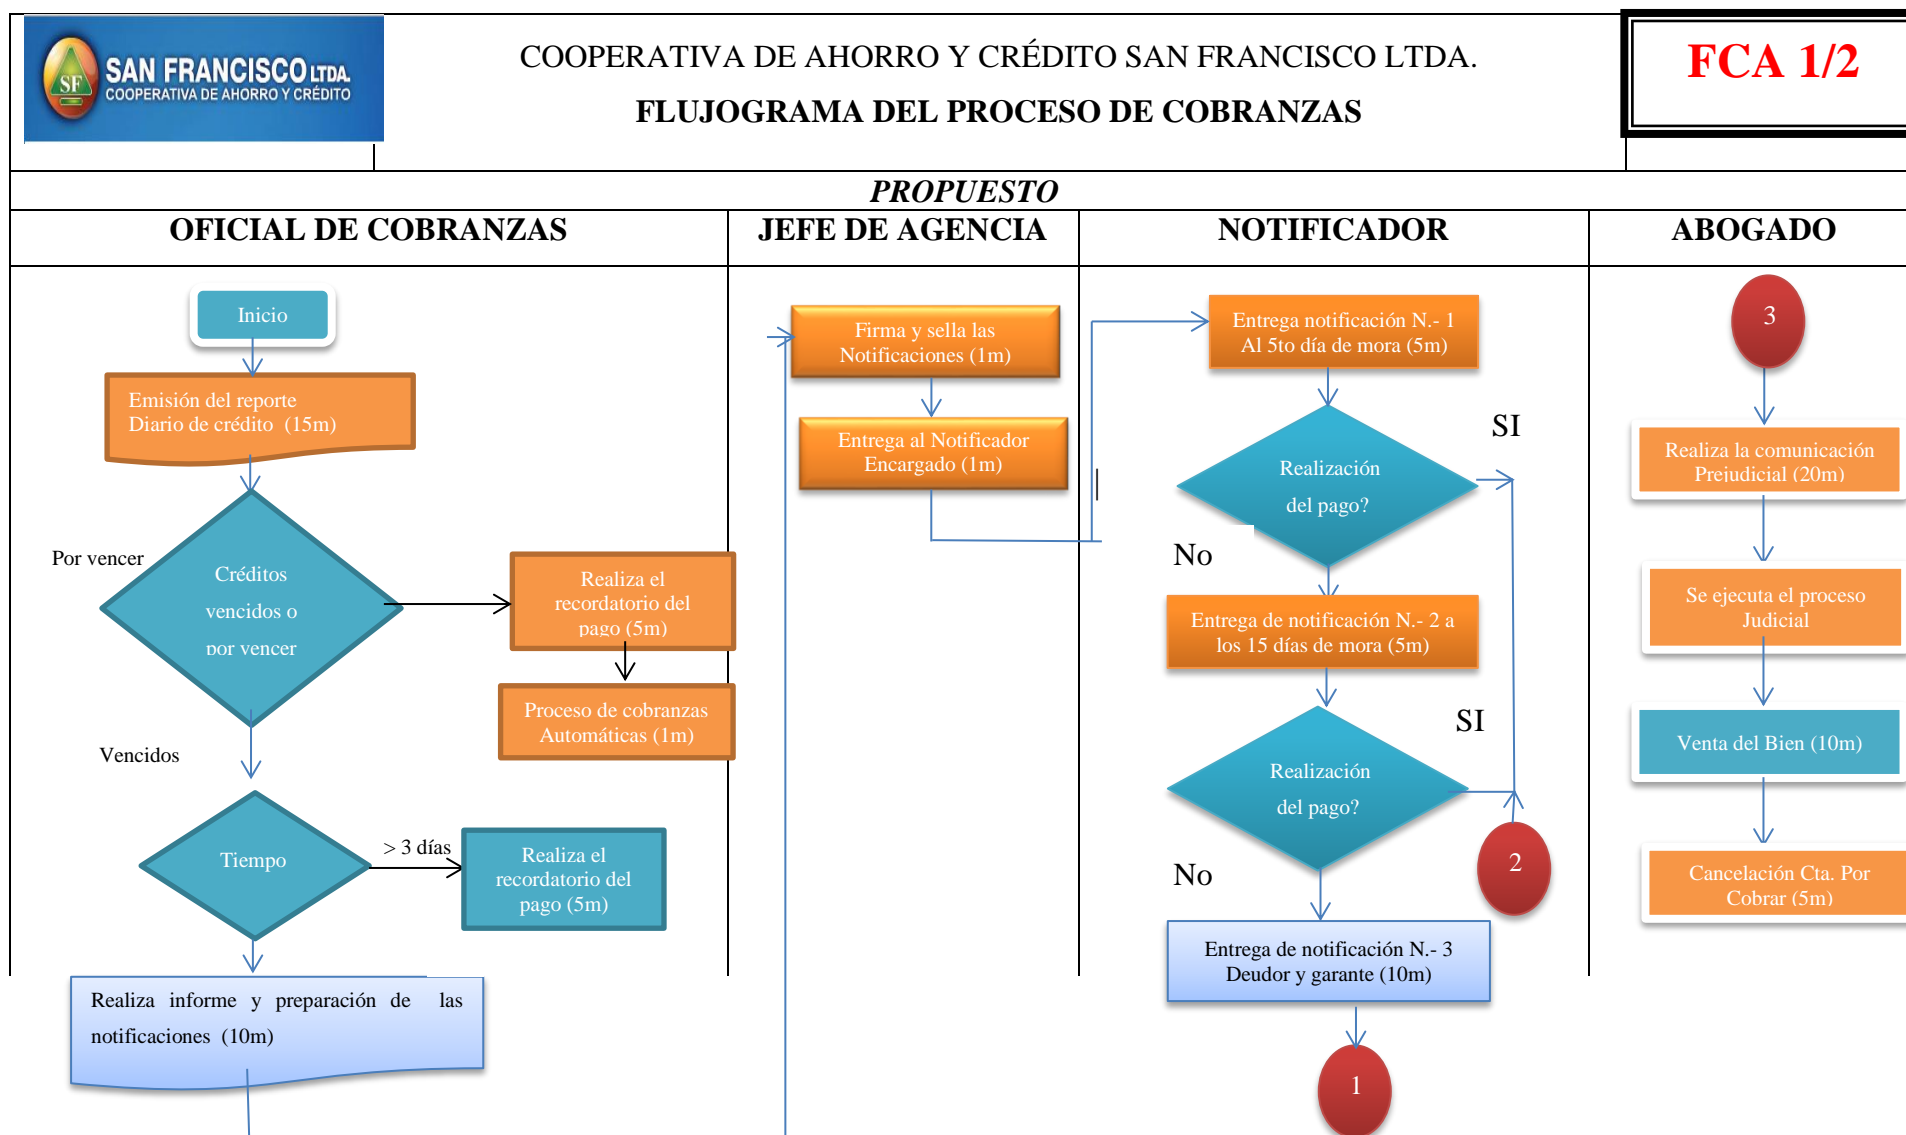 SF
SAN FRANCISCO LTDA.
COOPERATIVA DE AHORRO Y CRÉDITO
COOPERATIVA DE AHORRO Y CRÉDITO SAN FRANCISCO LTDA.
FLUJOGRAMA DEL PROCESO DE COBRANZAS
FCA 1/2
PROPUESTO
OFICIAL DE COBRANZAS
JEFE DE AGENCIA
NOTIFICADOR
ABOGADO
Inicio
Emisión del reporte
Diario de crédito (15m)
Por vencer
Créditos
vencidos o
por vencer
Realiza el
recordatorio del
pago (5m)
Proceso de cobranzas
Automáticas (1m)
Vencidos
Tiempo
> 3 días
Realiza el
recordatorio del
pago (5m)
Realiza informe y preparación de las
notificaciones (10m)
Firma y sella las
Notificaciones (1m)
Entrega al Notificador
Encargado (1m)
Entrega notificación N.- 1
Al 5to día de mora (5m)
Realización
del pago?
SI
No
Entrega de notificación N.- 2 a
los 15 días de mora (5m)
Realización
del pago?
SI
No
2
Entrega de notificación N.- 3
Deudor y garante (10m)
1
3
Realiza la comunicación
Prejudicial (20m)
Se ejecuta el proceso
Judicial
Venta del Bien (10m)
Cancelación Cta. Por
Cobrar (5m)